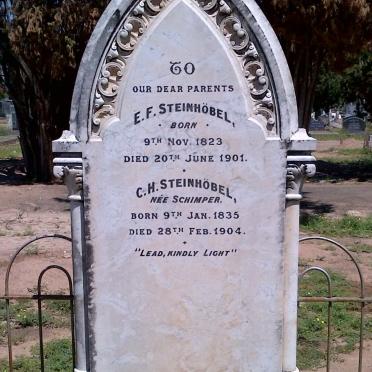 TO
OUR DEAR PARENTS
E.F. STEINHÖBEL,
BORN
9TH NOV. 1823
DIED 20TH JUNE 1901.
C.H. STEINHÖBEL,
NÉE SCHIMPER.
BORN 9TH JAN. 1835
DIED 28TH FEB. 1904.
"LEAD, KINDLY LIGHT"